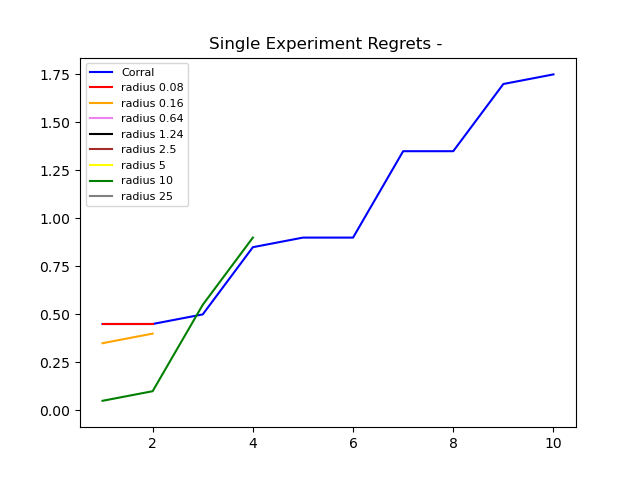 Single Experiment Regrets -
Corral
radius 0.08
radius 0.16
radius 0.64
radius 1.24
radius 2.5
radius 5
radius 10
radius 25
1.75
1.50
1.25
1.00
0.75
0.50
0.25
0.00
2 4 6 8 10